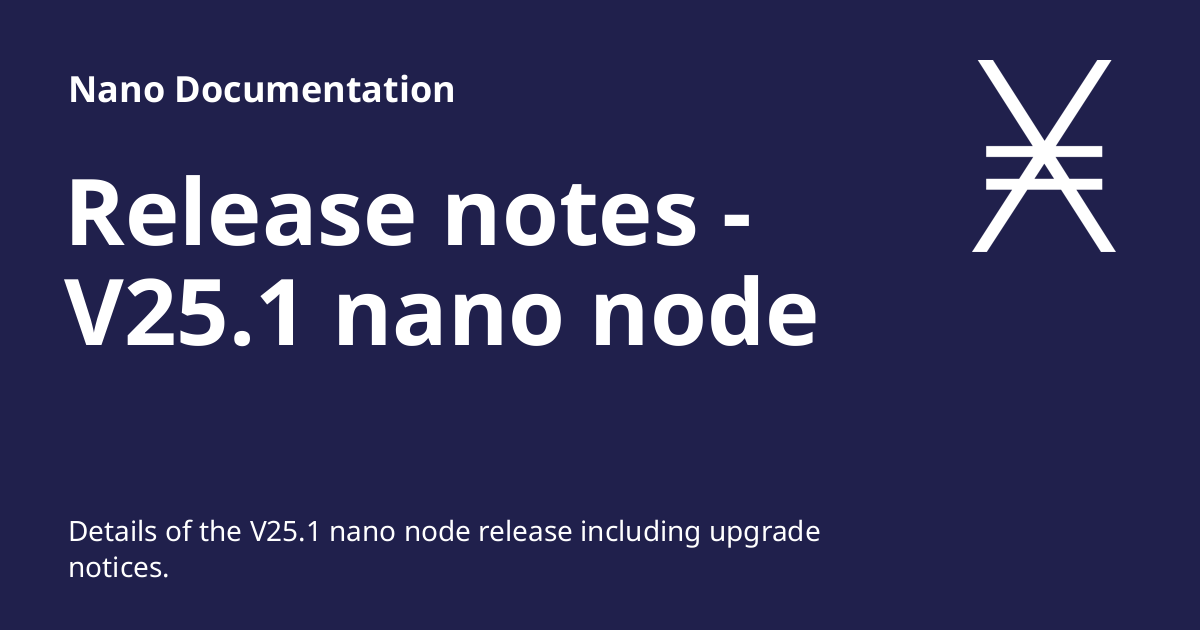 Nano Documentation
Release notes -
V25.1 nano node
Details of the V25.1 nano node release including upgrade
notices.